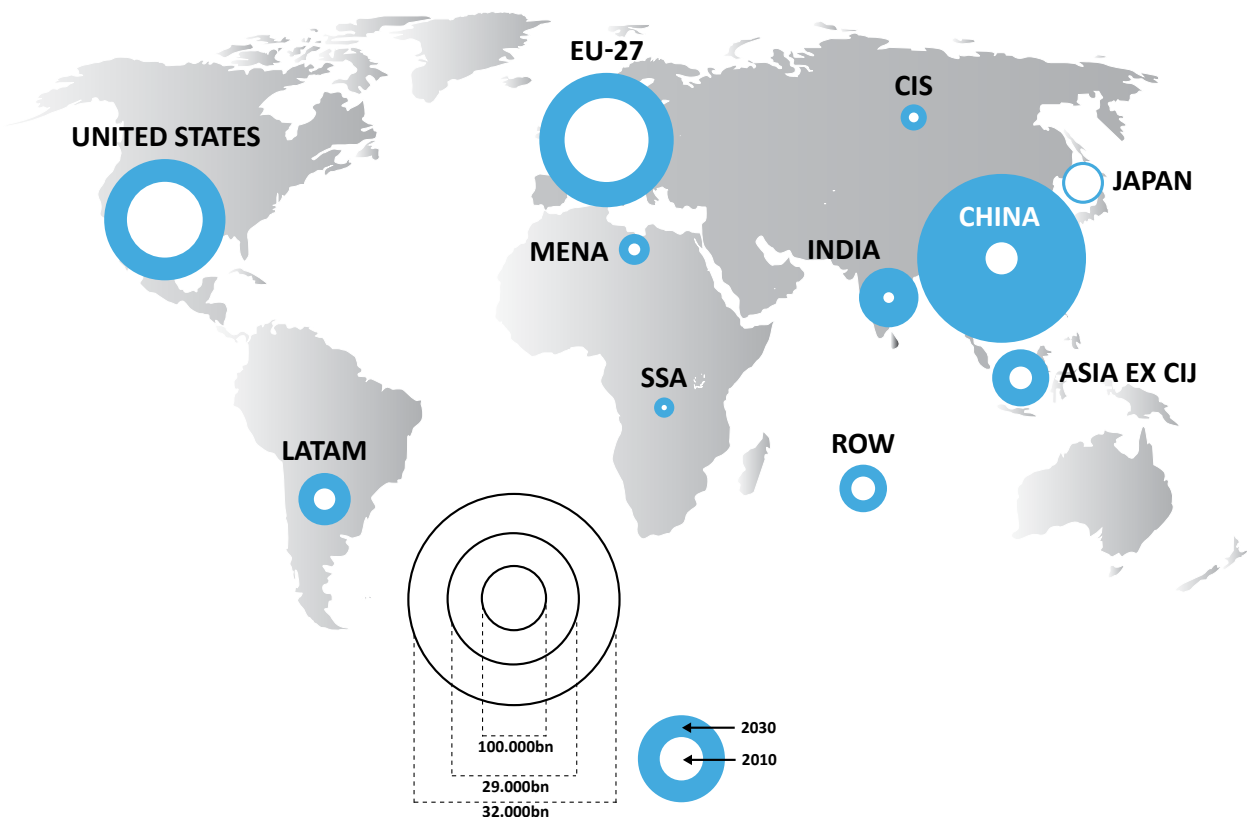 EU-27
CIS
UNITED STATES
JAPAN
CHINA
MENA
INDIA
SSA
ASIA EX CIJ
LATAM
ROW
2030
100.000bn
2010
29.000bn
32.000bn